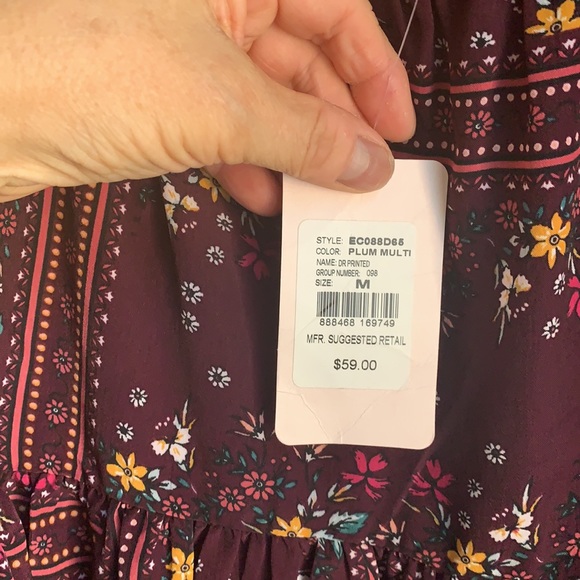 STYLE: EC088D65
COLOR: PLUM MULTI
NAME: DR PRINTED
GROUP NUMBER: 098
SIZE: M
888468 169749
MFR. SUGGESTED RETAIL
$59.00